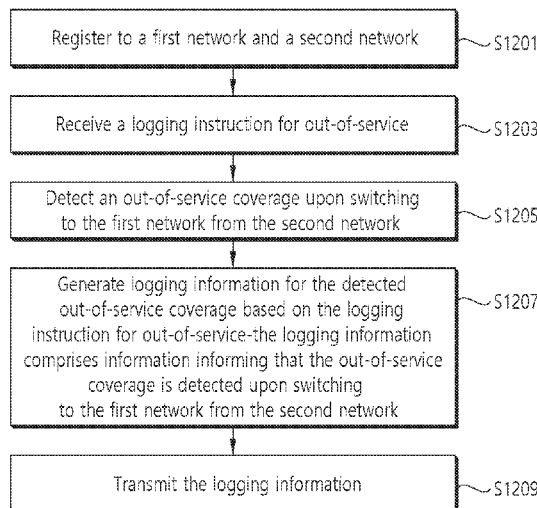 Register to a first network and a second network
S1201
Receive a logging instruction for out-of-service
S1203
Detect an out-of-service coverage upon switching
to the first network from the second network
S1205
Generate logging information for the detected
out-of-service coverage based on the logging
instruction for out-of-service-the logging information
comprises information informing that the out-of-service
coverage is detected upon switching
to the first network from the second network
S1207
Transmit the logging information
S1209